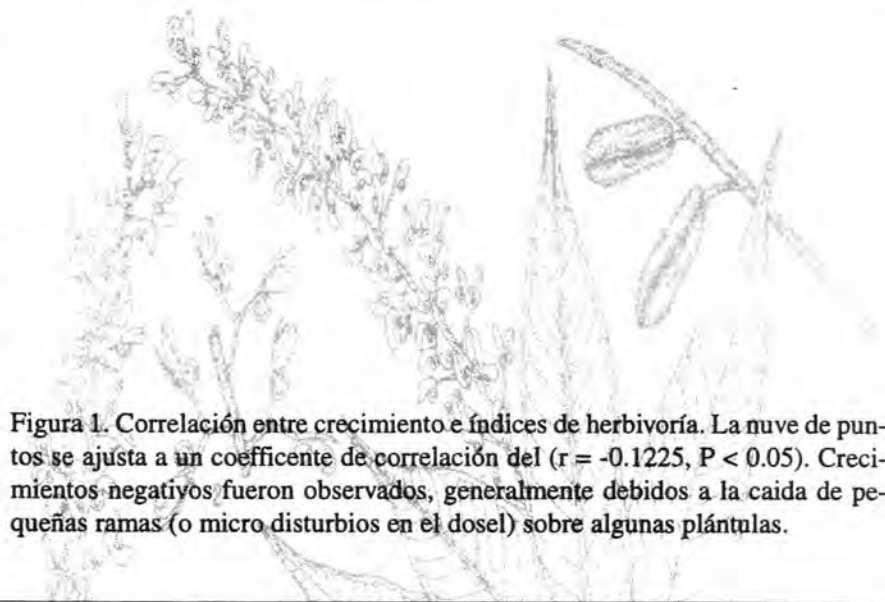 Figura 1. Correlación entre crecimiento e índices de herbivoría. La nuve de pun-
tos se ajusta a un coefficente de correlación del (r = -0.1225, P < 0.05). Creci-
mientos negativos fueron observados, generalmente debidos a la caida de pe-
queñas ramas (o micro disturbios en el dosel) sobre algunas plántulas.